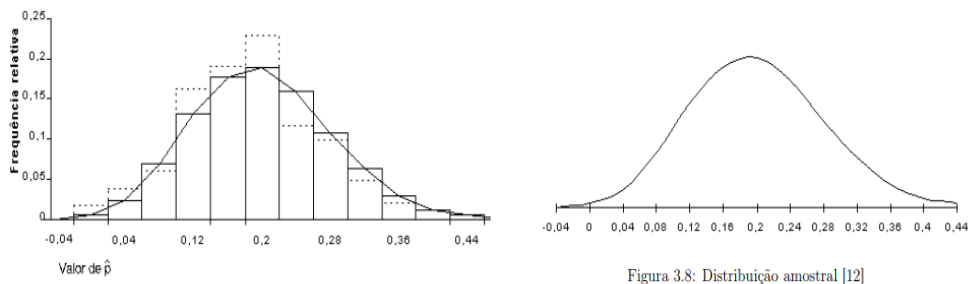 Frequência relativa
0,25
0,2
0,15
0,1
0,05
0
-0,04 0,04 0,12 0,2 0,28 0,36 0,44
Valor de p̂
-0,04 0 0,04 0,08 0,12 0,16 0,2 0,24 0,28 0,32 0,36 0,40 0,44
Figura 3.8: Distribuição amostral [12]